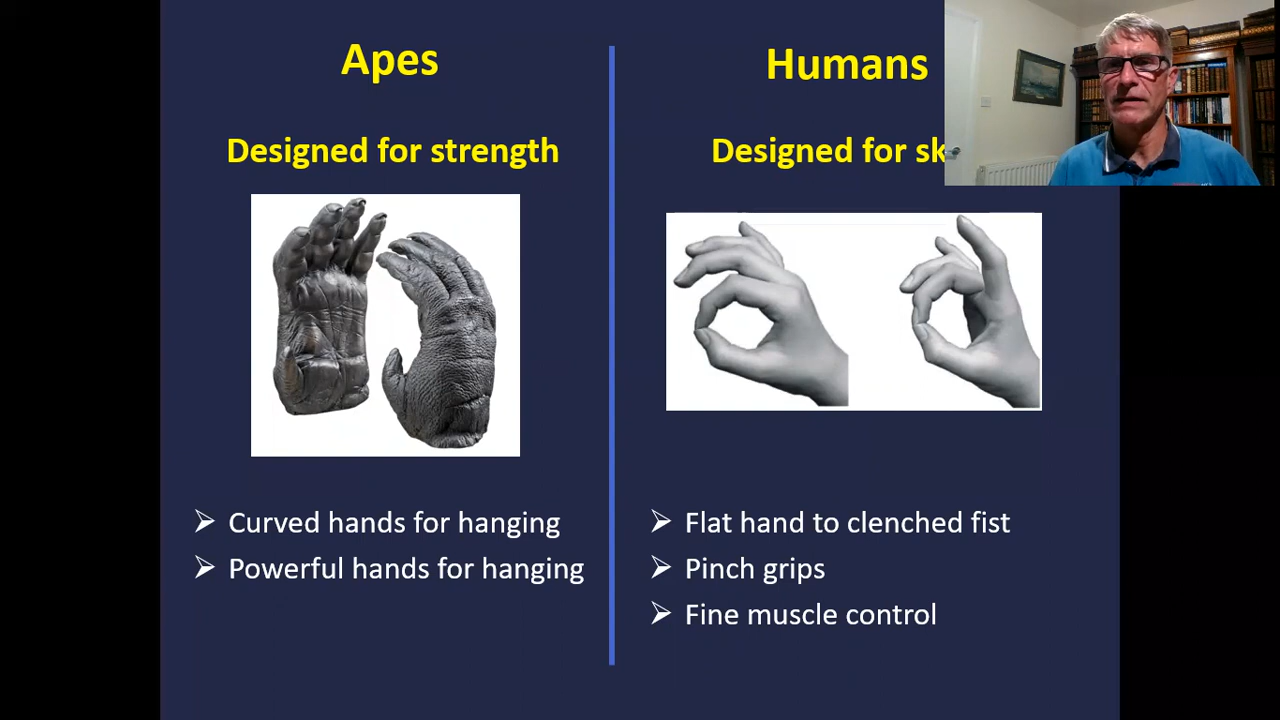 Apes
Designed for strength
Curved hands for hanging
Powerful hands for hanging
Humans
Designed for
Flat hand to clenched fist
Pinch grips
Fine muscle control